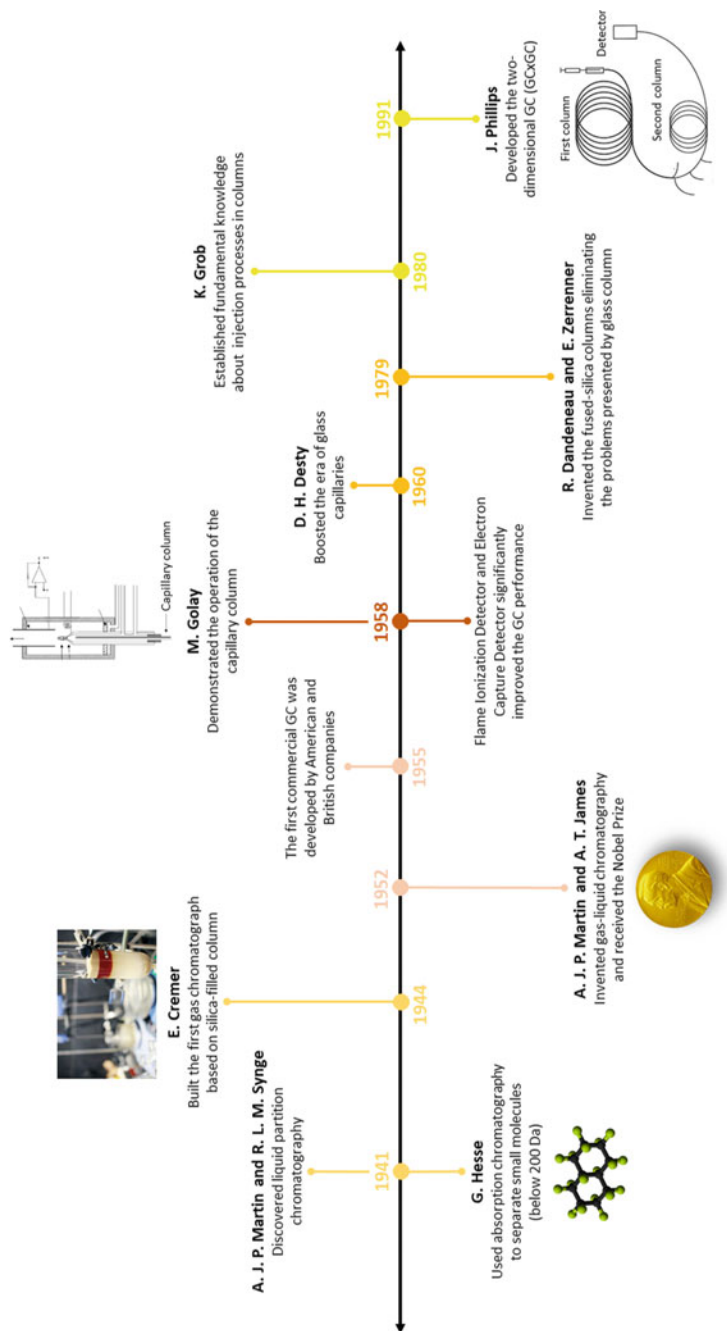 A. J. P. Martin and R. L. M. Synge
Discovered liquid partition
chromatography
1941
G. Hesse
Used absorption chromatography
to separate small molecules
(below 200 Da)
E. Cremer
Built the first gas chromatograph
based on silica-filled column
1944
1952
A. J. P. Martin and A. T. James
Invented gas-liquid chromatography
and received the Nobel Prize
The first commercial GC was
developed by American and
British companies
1955
Capillary column
M. Golay
Demonstrated the operation of the
capillary column
1958
Flame Ionization Detector and Electron
Capture Detector significantly
improved the GC performance
D. H. Desty
Boosted the era of glass
capillaries
1960
1979
R. Dandeneau and E. Zerrenner
Invented the fused-silica columns eliminating
the problems presented by glass column
K. Grob
Established fundamental knowledge
about injection processes in columns
1980
1991
J. Phillips
Developed the two-
dimensional GC (GCxGC)
First column
Second column
Detector